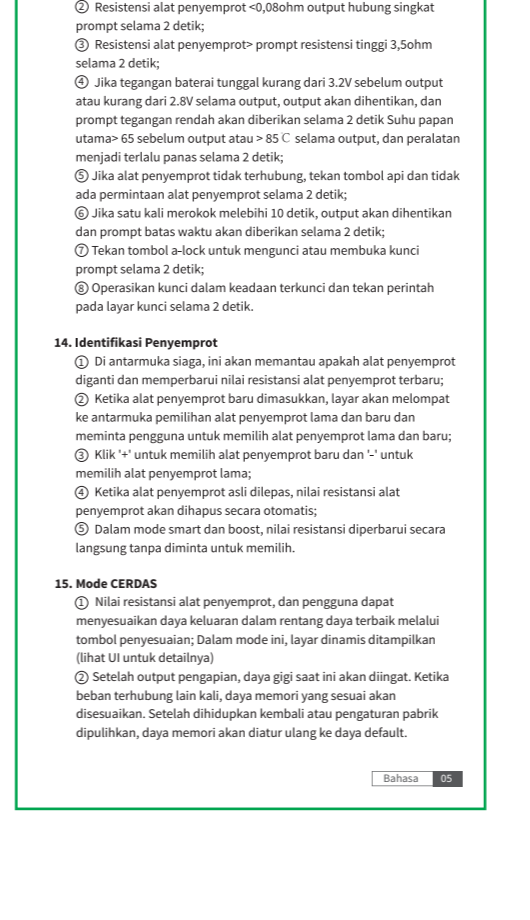 ② Resistensi alat penyemprot <0,08ohm output hubung singkat
prompt selama 2 detik;
③ Resistensi alat penyemprot> prompt resistensi tinggi 3,5ohm
selama 2 detik;
④ Jika tegangan baterai tunggal kurang dari 3.2V sebelum output
atau kurang dari 2.8V selama output, output akan dihentikan, dan
prompt tegangan rendah akan diberikan selama 2 detik Suhu papan
utama> 65 sebelum output atau > 85℃ selama output, dan peralatan
menjadi terlalu panas selama 2 detik;
⑤ Jika alat penyemprot tidak terhubung, tekan tombol api dan tidak
ada permintaan alat penyemprot selama 2 detik;
⑥ Jika satu kali merokok melebihi 10 detik, output akan dihentikan
dan prompt batas waktu akan diberikan selama 2 detik;
⑦ Tekan tombol a-lock untuk mengunci atau membuka kunci
prompt selama 2 detik;
⑧ Operasikan kunci dalam keadaan terkunci dan tekan perintah
pada layar kunci selama 2 detik.
14. Identifikasi Penyemprot
① Di antarmuka siaga, ini akan memantau apakah alat penyemprot
diganti dan memperbarui nilai resistansi alat penyemprot terbaru;
② Ketika alat penyemprot baru dimasukkan, layar akan melompat
ke antarmuka pemilihan alat penyemprot lama dan baru dan
meminta pengguna untuk memilih alat penyemprot lama dan baru;
③ Klik '+' untuk memilih alat penyemprot baru dan '-' untuk
memilih alat penyemprot lama;
④ Ketika alat penyemprot asli dilepas, nilai resistansi alat
penyemprot akan dihapus secara otomatis;
⑤ Dalam mode smart dan boost, nilai resistansi diperbarui secara
langsung tanpa diminta untuk memilih.
15. Mode CERDAS
① Nilai resistansi alat penyemprot, dan pengguna dapat
menyesuaikan daya keluaran dalam rentang daya terbaik melalui
tombol penyesuaian; Dalam mode ini, layar dinamis ditampilkan
(lihat UI untuk detailnya)
② Setelah output pengapian, daya gigi saat ini akan diingat. Ketika
beban terhubung lain kali, daya memori yang sesuai akan
disesuaikan. Setelah dihidupkan kembali atau pengaturan pabrik
dipulihkan, daya memori akan diatur ulang ke daya default.
Bahasa 05